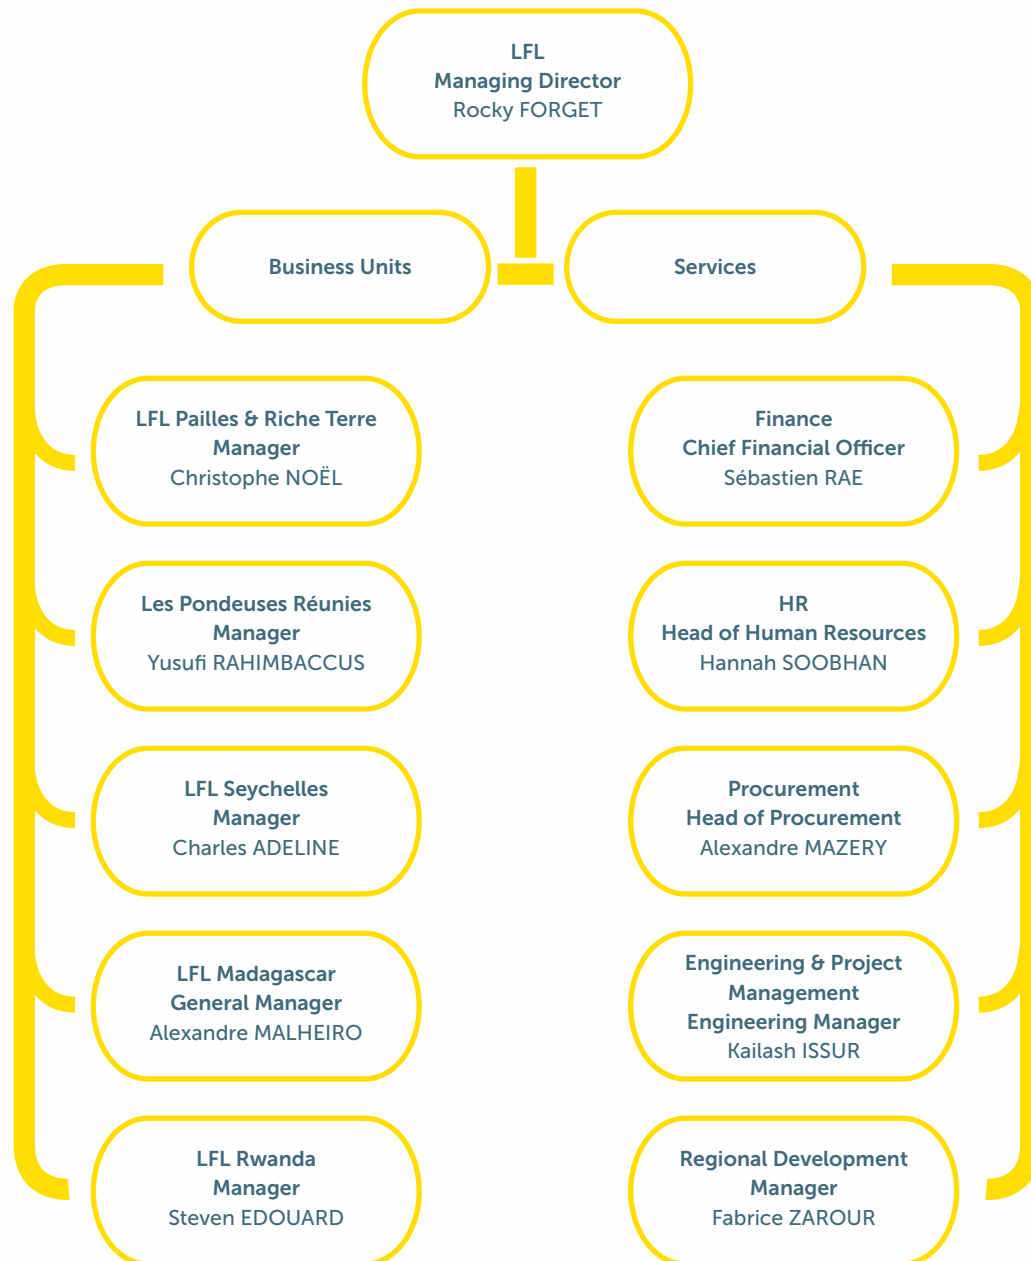 LFL
Managing Director
Rocky FORGET
Business Units
Services
LFL Pailles & Riche Terre
Manager
Christophe NOËL
Finance
Chief Financial Officer
Sébastien RAE
Les Pondeuses Réunies
Manager
Yusufi RAHIMBACCUS
HR
Head of Human Resources
Hannah SOOBHAN
LFL Seychelles
Manager
Charles ADELINE
Procurement
Head of Procurement
Alexandre MAZERY
LFL Madagascar
General Manager
Alexandre MALHEIRO
Engineering & Project
Management
Engineering Manager
Kailash ISSUR
LFL Rwanda
Manager
Steven EDOUARD
Regional Development
Manager
Fabrice ZAROUR